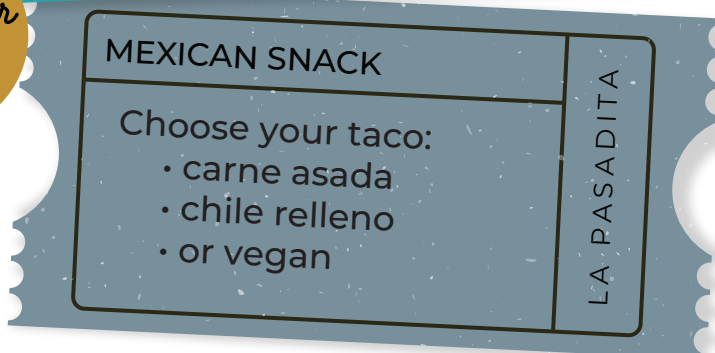 MEXICAN SNACK
Choose your taco:
• carne asada
• chile relleno
• or vegan
LA PASADITA